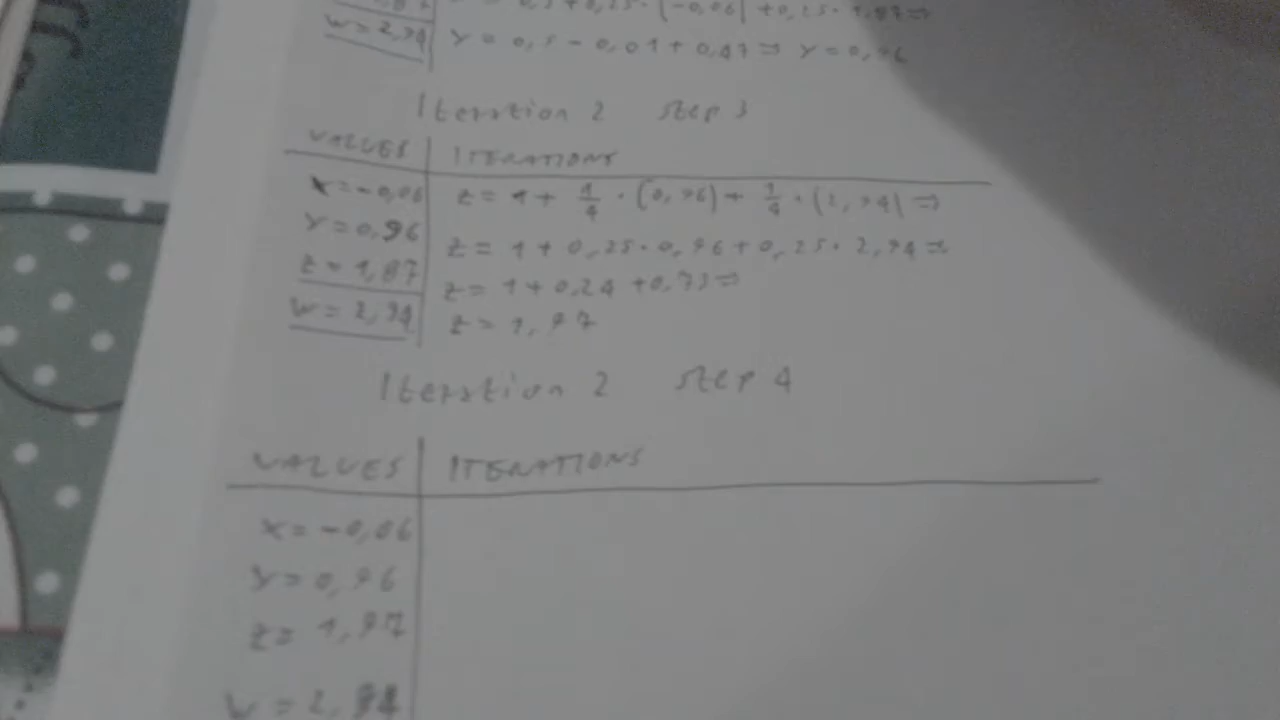 W = 2,94 Y = 0,5 - 0,01 + 0,47 ⇒ Y = 0,96
Iteration 2 step 3
VALUES ITERATIONS
X = -0,06 Z = 1 + 1/4 · (0,96) + 1/4 · (2,94) ⇒
Y = 0,96 Z = 1 + 0,25 · 0,96 + 0,25 · 2,94 ⇒
Z = 1,87 Z = 1 + 0,24 + 0,73 ⇒
W = 2,94 Z = 1,97
Iteration 2 step 4
VALUES ITERATIONS
X = -0,06
Y = 0,96
Z = 1,97
W = 2,94